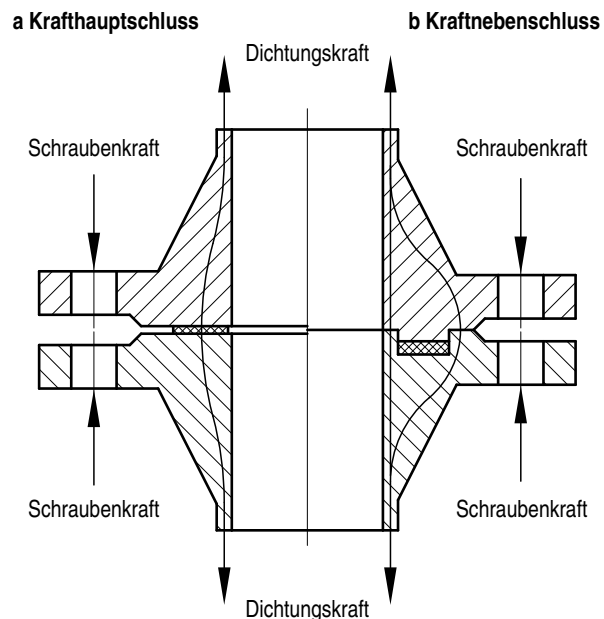 a Krafthauptschluss
b Kraftnebenschluss
Dichtungskraft
Schraubenkraft
Schraubenkraft
Schraubenkraft
Schraubenkraft
Dichtungskraft